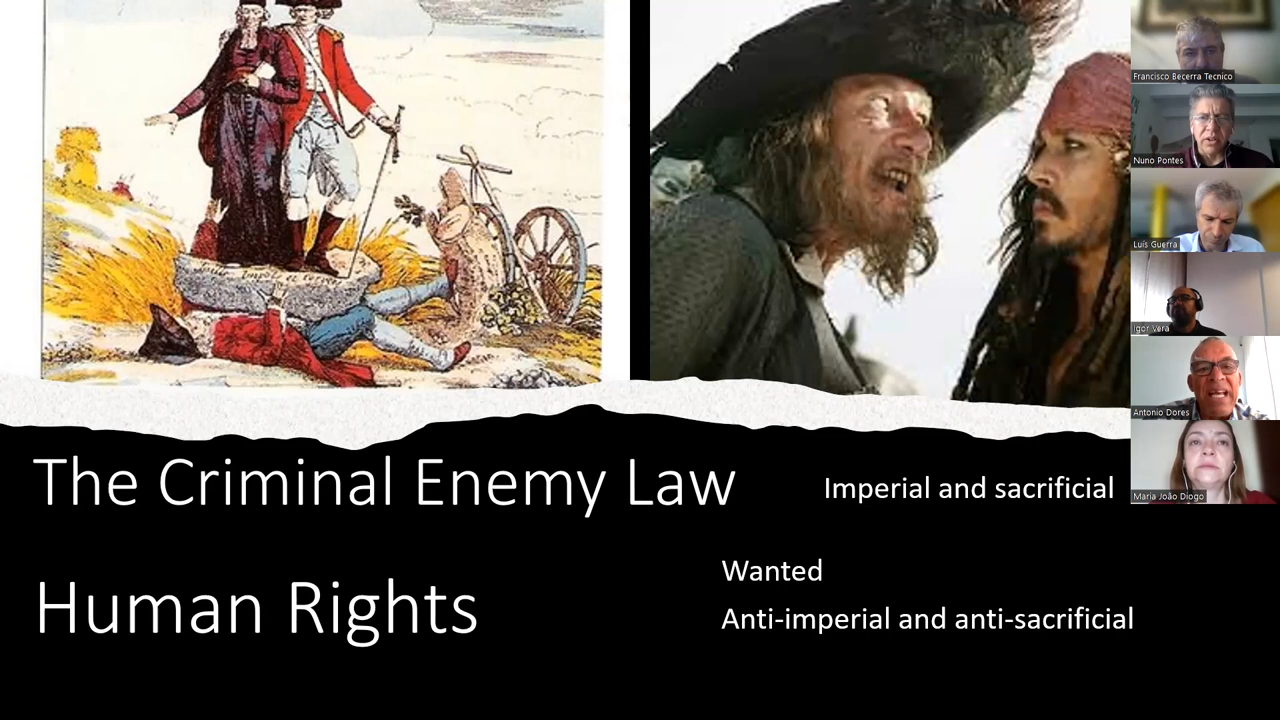 The Criminal Enemy Law
Imperial and sacrificial
Human Rights
Wanted
Anti-imperial and anti-sacrificial
Francisco Becerra Tecnico
Nuno Pontes
Luís Guerra
Igor Vera
Antonio Dores
Maria João Diogo